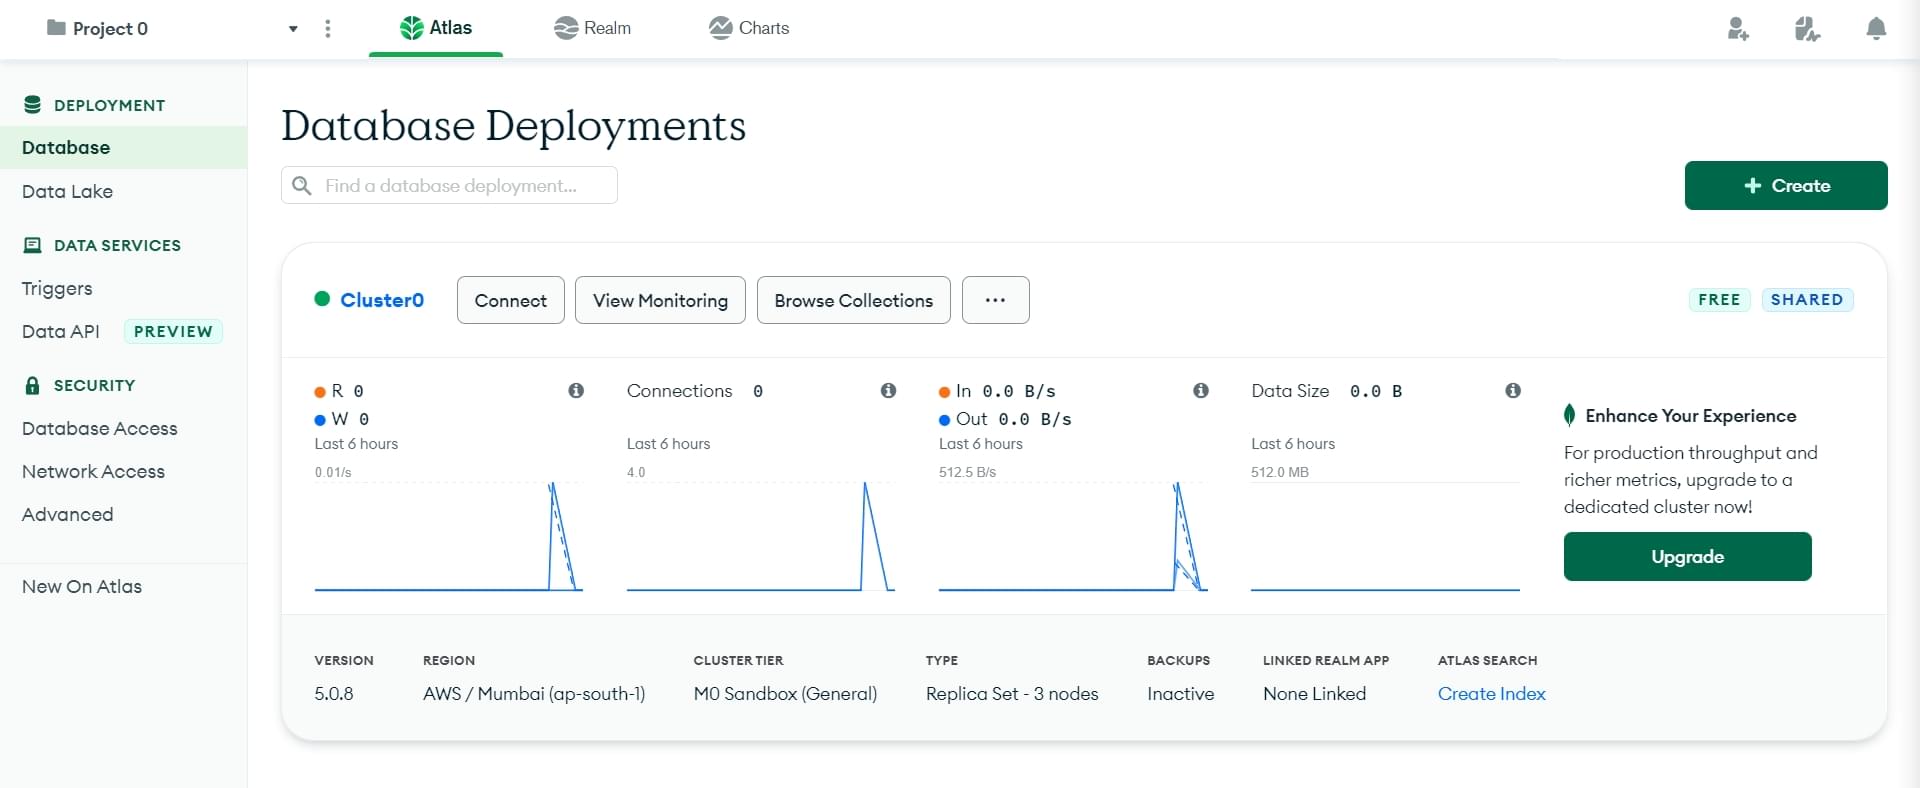 Project 0
Atlas
Realm
Charts
DEPLOYMENT
Database
Data Lake
DATA SERVICES
Triggers
Data API PREVIEW
SECURITY
Database Access
Network Access
Advanced
New On Atlas
Database Deployments
Find a database deployment...
+ Create
Cluster0
Connect
View Monitoring
Browse Collections
...
FREE
SHARED
R 0
W 0
Last 6 hours
0.01/s
Connections 0
Last 6 hours
4.0
In 0.0 B/s
Out 0.0 B/s
Last 6 hours
512.5 B/s
Data Size 0.0 B
Last 6 hours
512.0 MB
Enhance Your Experience
For production throughput and
richer metrics, upgrade to a
dedicated cluster now!
Upgrade
VERSION
5.0.8
REGION
AWS / Mumbai (ap-south-1)
CLUSTER TIER
M0 Sandbox (General)
TYPE
Replica Set - 3 nodes
BACKUPS
Inactive
LINKED REALM APP
None Linked
ATLAS SEARCH
Create Index